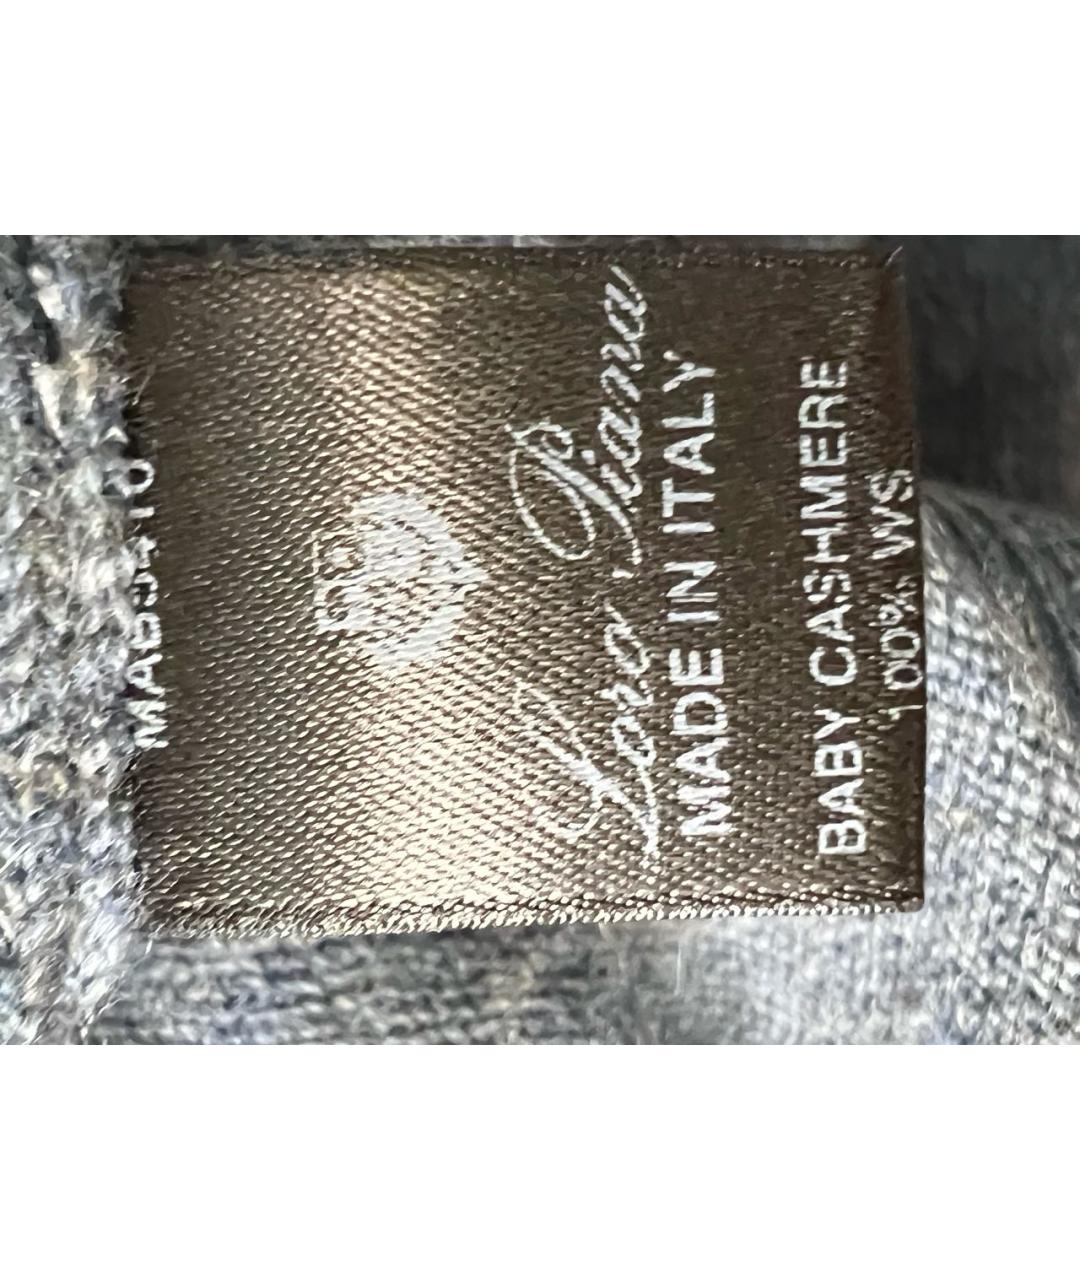 Loro Piana
MADE IN ITALY
BABY CASHMERE
100% WS